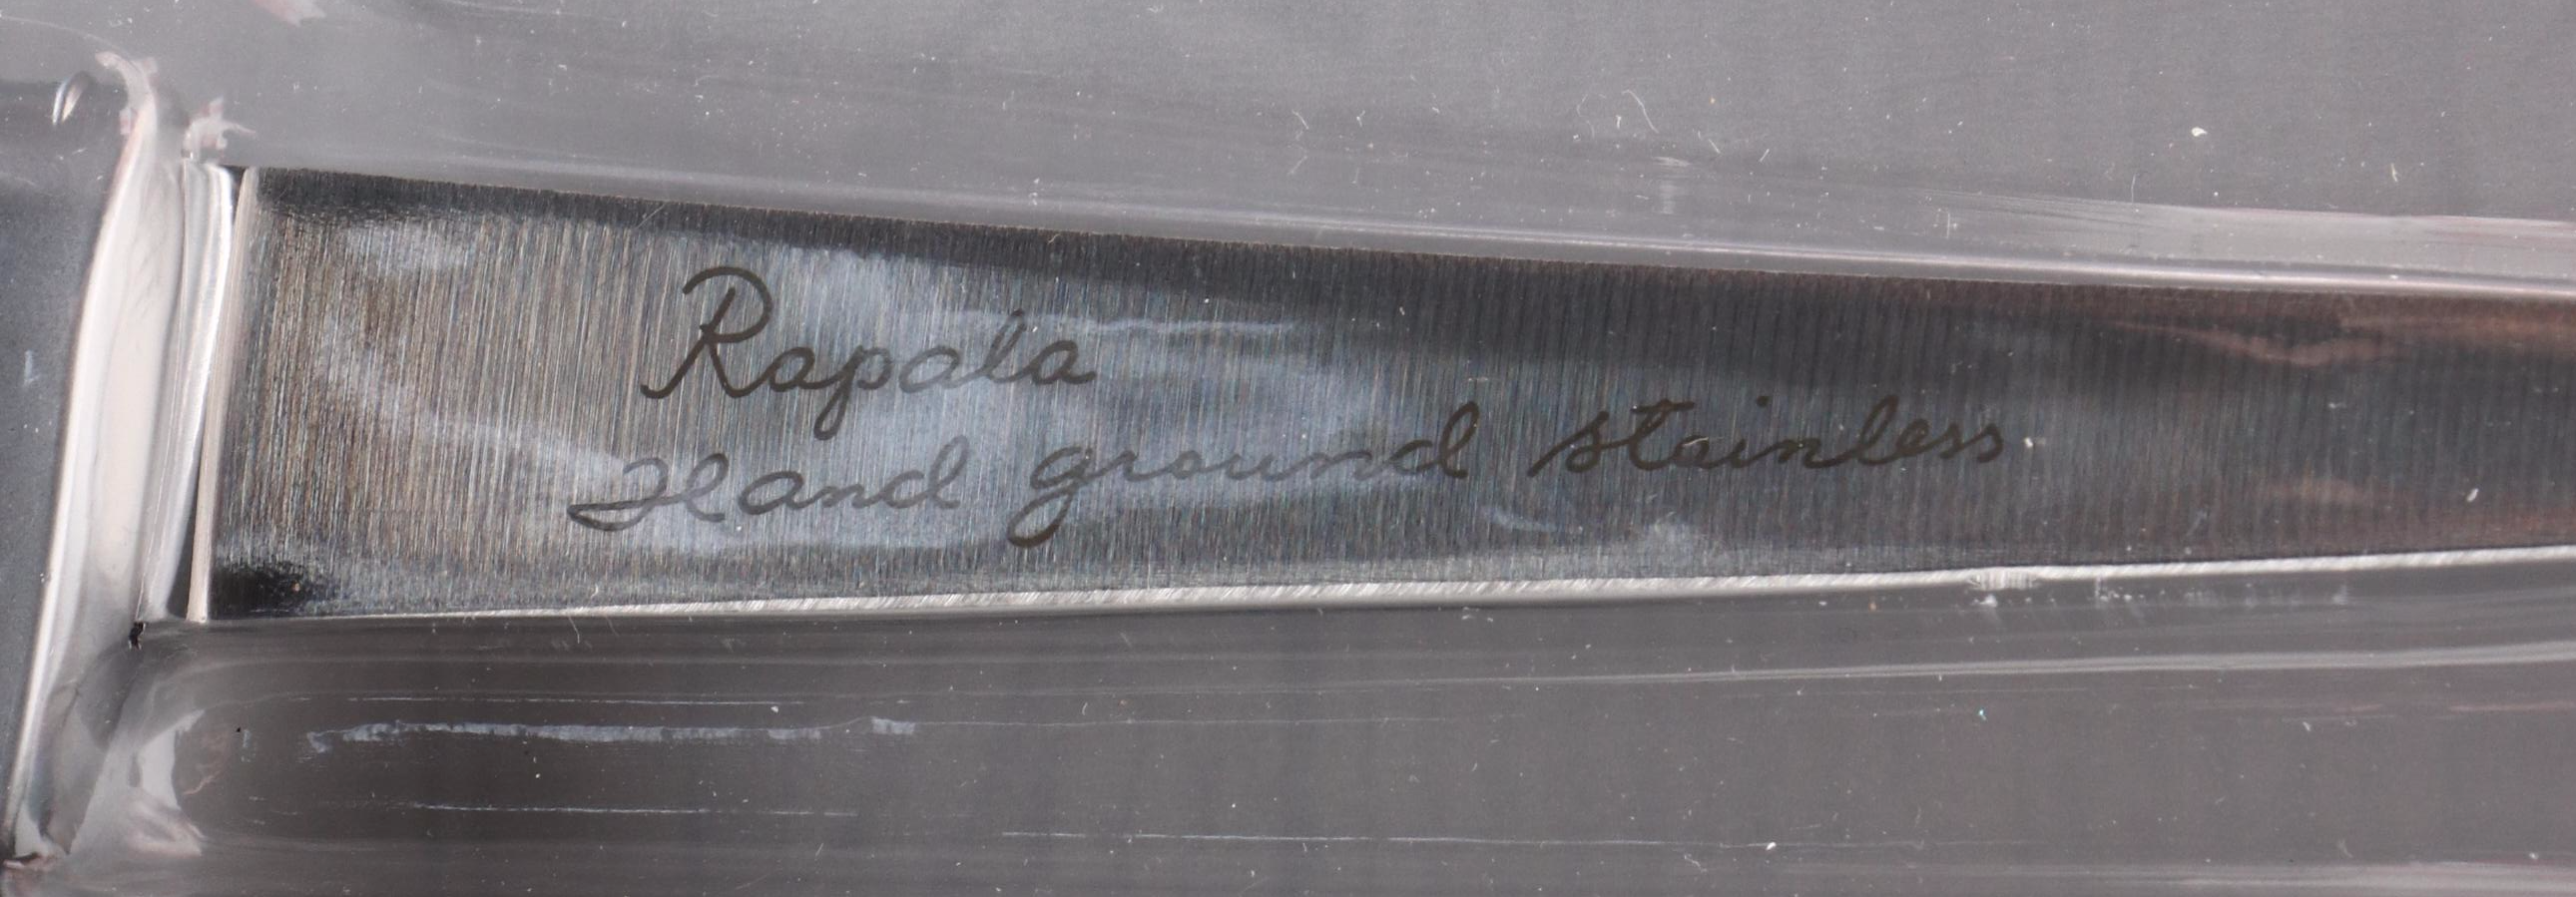 Rapala
Hand ground stainless